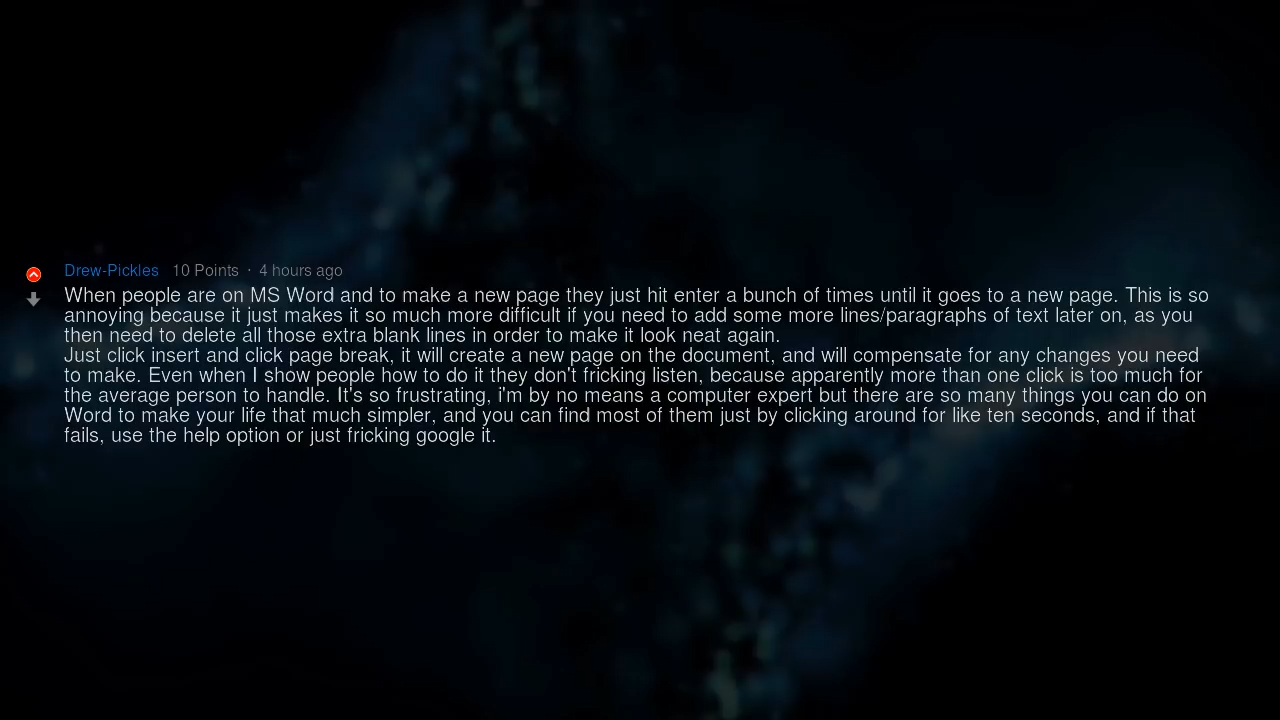 Drew-Pickles 10 Points · 4 hours ago
When people are on MS Word and to make a new page they just hit enter a bunch of times until it goes to a new page. This is so
annoying because it just makes it so much more difficult if you need to add some more lines/paragraphs of text later on, as you
then need to delete all those extra blank lines in order to make it look neat again.
Just click insert and click page break, it will create a new page on the document, and will compensate for any changes you need
to make. Even when I show people how to do it they don't fricking listen, because apparently more than one click is too much for
the average person to handle. It's so frustrating, i'm by no means a computer expert but there are so many things you can do on
Word to make your life that much simpler, and you can find most of them just by clicking around for like ten seconds, and if that
fails, use the help option or just fricking google it.